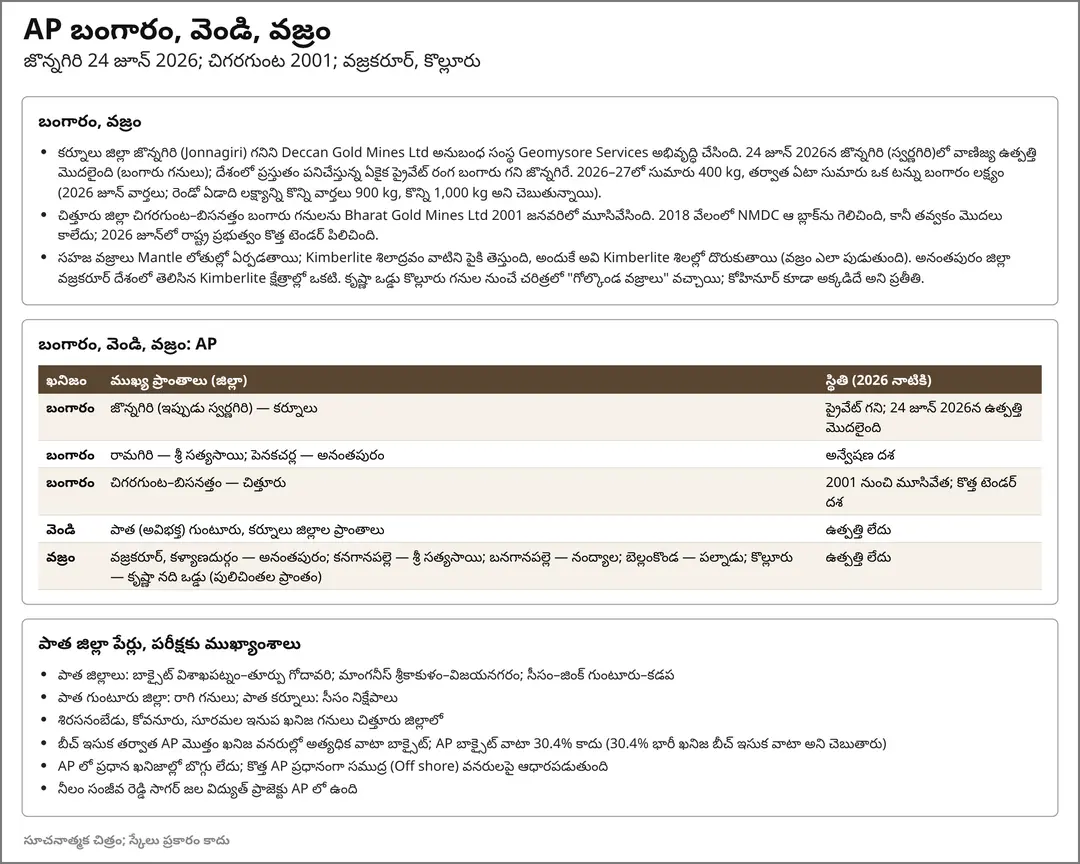 AP బంగారం, వెండి, వజ్రం
జొన్నగిరి 24 జూన్ 2026; చిగరగుంట 2001; వజ్రకరూర్, కొల్లూరు
బంగారం, వజ్రం
• కర్నూలు జిల్లా జొన్నగిరి (Jonnagiri) గనిని Deccan Gold Mines Ltd అనుబంధ సంస్థ Geomysore Services అభివృద్ధి చేసింది. 24 జూన్ 2026న జొన్నగిరి (స్వర్ణగిరి)లో వాణిజ్య ఉత్పత్తి
మొదలైంది (బంగారు గనులు); దేశంలో ప్రస్తుతం పనిచేస్తున్న ఏకైక ప్రైవేట్ రంగ బంగారు గని జొన్నగిరే. 2026–27లో సుమారు 400 kg, తర్వాత ఏటా సుమారు ఒక టన్ను బంగారం లక్ష్యం
(2026 జూన్ వార్తలు; రెండో ఏడాది లక్ష్యాన్ని కొన్ని వార్తలు 900 kg, కొన్ని 1,000 kg అని చెబుతున్నాయి).
• చిత్తూరు జిల్లా చిగరగుంట–బిసనత్తం బంగారు గనులను Bharat Gold Mines Ltd 2001 జనవరిలో మూసివేసింది. 2018 వేలంలో NMDC ఆ బ్లాక్‌ను గెలిచింది, కానీ తవ్వకం మొదలు
కాలేదు; 2026 జూన్‌లో రాష్ట్ర ప్రభుత్వం కొత్త టెండర్ పిలిచింది.
• సహజ వజ్రాలు Mantle లోతుల్లో ఏర్పడతాయి; Kimberlite శిలాద్రవం వాటిని పైకి తెస్తుంది, అందుకే అవి Kimberlite శిలల్లో దొరుకుతాయి (వజ్రం ఎలా పుడుతుంది). అనంతపురం జిల్లా
వజ్రకరూర్ దేశంలో తెలిసిన Kimberlite క్షేత్రాల్లో ఒకటి. కృష్ణా ఒడ్డు కొల్లూరు గనుల నుంచే చరిత్రలో "గోల్కొండ వజ్రాలు" వచ్చాయి; కోహినూర్ కూడా అక్కడిదే అని ప్రతీతి.
బంగారం, వెండి, వజ్రం: AP
ఖనిజం ముఖ్య ప్రాంతాలు (జిల్లా) స్థితి (2026 నాటికి)
బంగారం జొన్నగిరి (ఇప్పుడు స్వర్ణగిరి) — కర్నూలు ప్రైవేట్ గని; 24 జూన్ 2026న ఉత్పత్తి
మొదలైంది
బంగారం రామగిరి — శ్రీ సత్యసాయి; పెనకచర్ల — అనంతపురం అన్వేషణ దశ
బంగారం చిగరగుంట–బిసనత్తం — చిత్తూరు 2001 నుంచి మూసివేత; కొత్త టెండర్
దశ
వెండి పాత (అవిభక్త) గుంటూరు, కర్నూలు జిల్లాల ప్రాంతాలు ఉత్పత్తి లేదు
వజ్రం వజ్రకరూర్, కళ్యాణదుర్గం — అనంతపురం; కనగానపల్లె — శ్రీ సత్యసాయి; బనగానపల్లె — నంద్యాల; బెల్లంకొండ — పల్నాడు; కొల్లూరు ఉత్పత్తి లేదు
— కృష్ణా నది ఒడ్డు (పులిచింతల ప్రాంతం)
పాత జిల్లా పేర్లు, పరీక్షకు ముఖ్యాంశాలు
• పాత జిల్లాలు: బాక్సైట్ విశాఖపట్నం–తూర్పు గోదావరి; మాంగనీస్ శ్రీకాకుళం–విజయనగరం; సీసం–జింక్ గుంటూరు–కడప
• పాత గుంటూరు జిల్లా: రాగి గనులు; పాత కర్నూలు: సీసం నిక్షేపాలు
• శిరసనంబేడు, కోవనూరు, సూరమల ఇనుప ఖనిజ గనులు చిత్తూరు జిల్లాలో
• బీచ్ ఇసుక తర్వాత AP మొత్తం ఖనిజ వనరుల్లో అత్యధిక వాటా బాక్సైట్; AP బాక్సైట్ వాటా 30.4% కాదు (30.4% భారీ ఖనిజ బీచ్ ఇసుక వాటా అని చెబుతారు)
• AP లో ప్రధాన ఖనిజాల్లో బొగ్గు లేదు; కొత్త AP ప్రధానంగా సముద్ర (Off shore) వనరులపై ఆధారపడుతుంది
• నీలం సంజీవ రెడ్డి సాగర్ జల విద్యుత్ ప్రాజెక్టు AP లో ఉంది
సూచనాత్మక చిత్రం; స్కేలు ప్రకారం కాదు